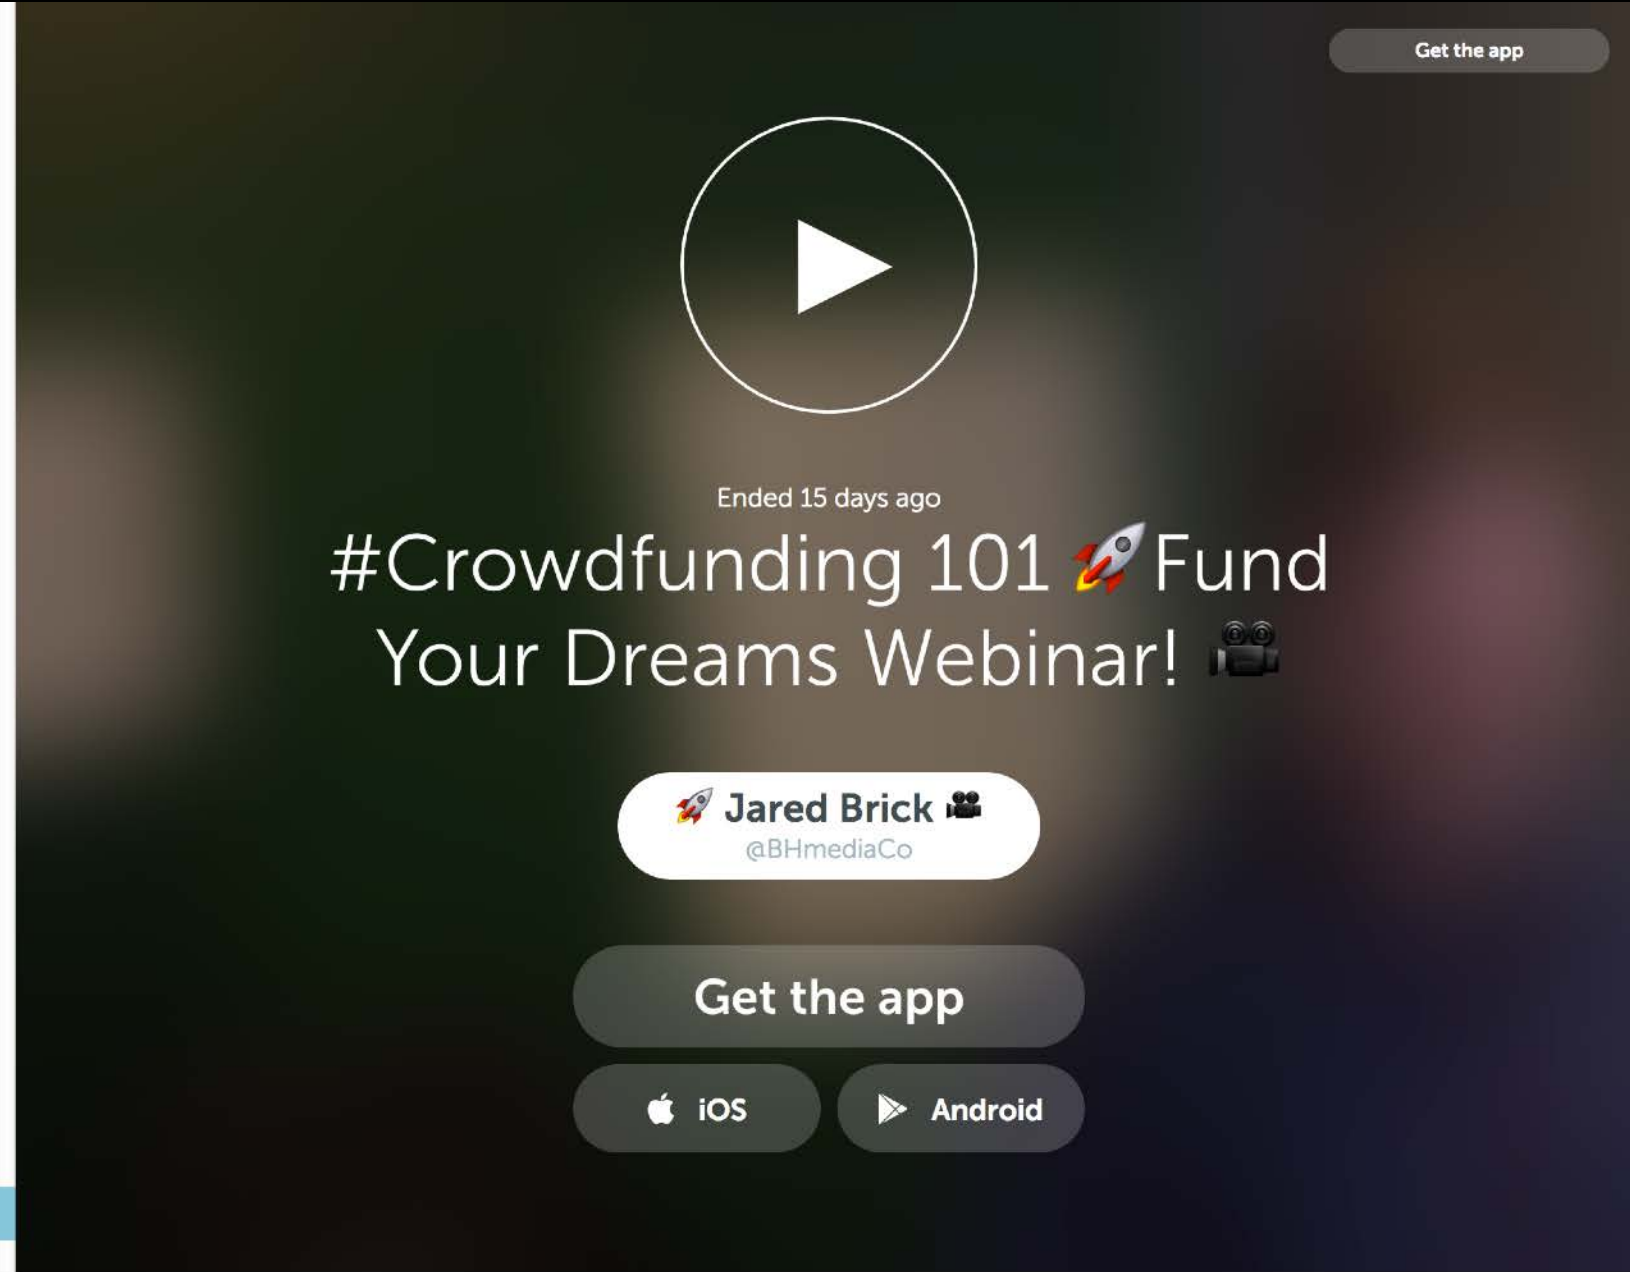 Get the app
Ended 15 days ago
#Crowdfunding 101 🚀Fund
Your Dreams Webinar! 🎥
🚀 Jared Brick 🎥
@BHmediaCo
Get the app
iOS
Android